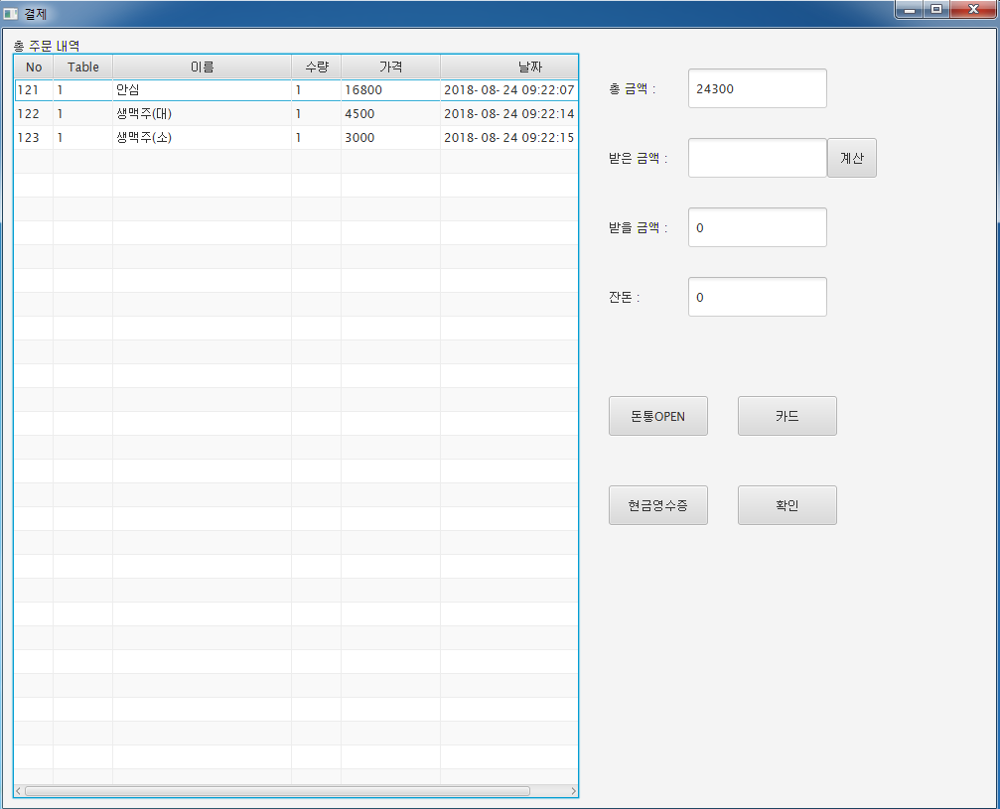 결제
총 주문 내역
No Table 이름 수량 가격 날짜
121 1 안심 1 16800 2018-08-24 09:22:07
122 1 생맥주(대) 1 4500 2018-08-24 09:22:14
123 1 생맥주(소) 1 3000 2018-08-24 09:22:15
총 금액 : 24300
받은 금액 : 계산
받을 금액 : 0
잔돈 : 0
돈통OPEN 카드
현금영수증 확인